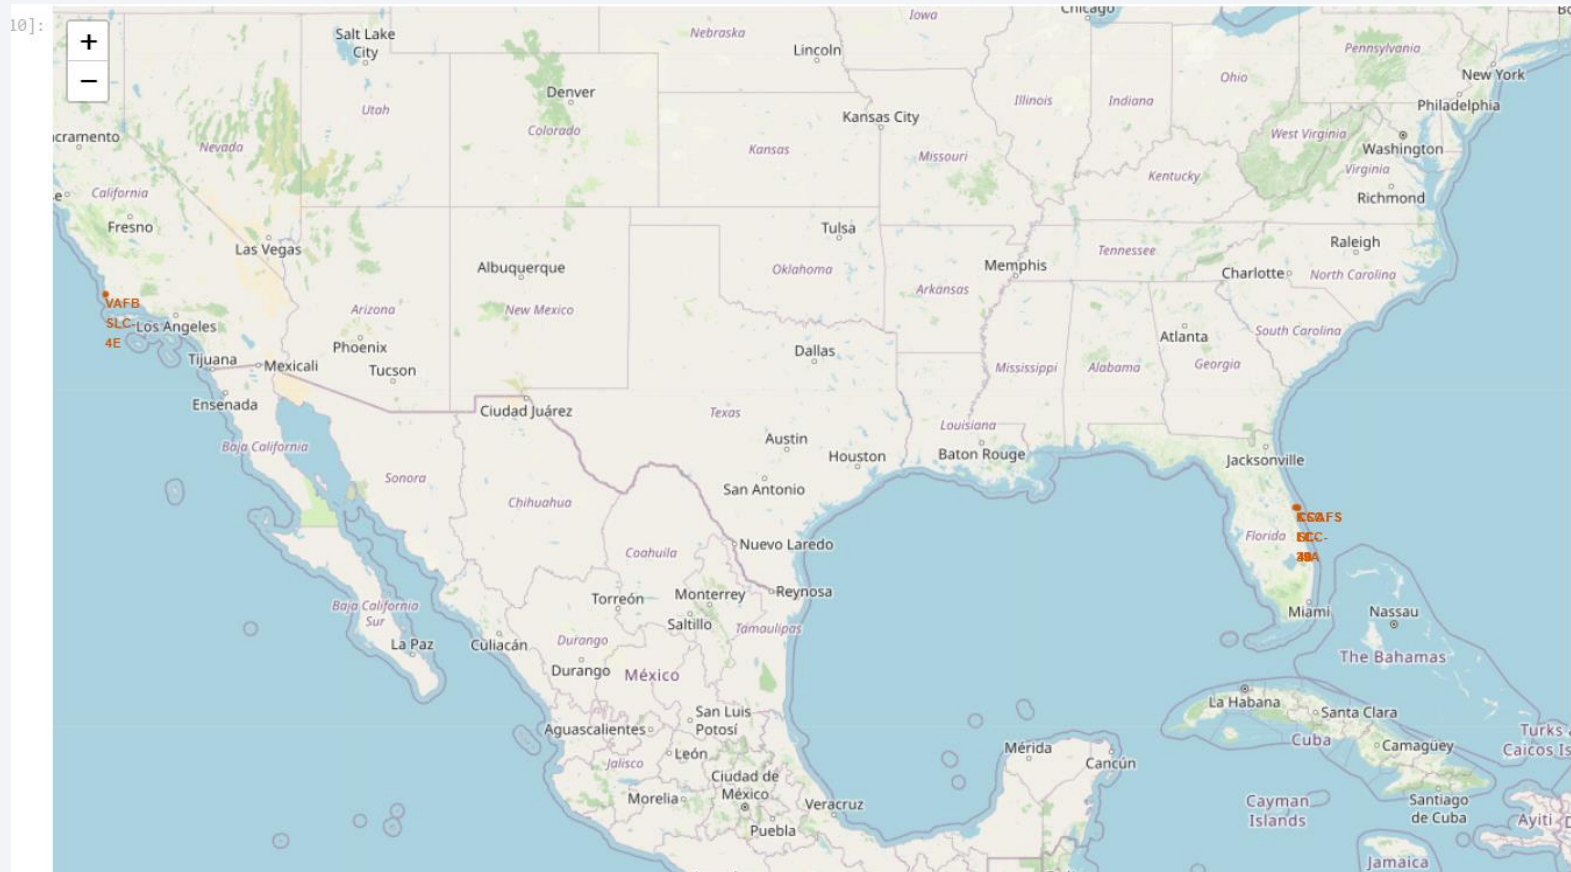 10]:
+
−
Salt Lake
City
Nebraska
Iowa
Chicago
Lincoln
Pennsylvania
New York
Denver
Utah
Colorado
Illinois
Indiana
Ohio
Philadelphia
cramento
Nevada
Kansas City
Kansas
Missouri
West Virginia
Washington
Virginia
Kentucky
California
Richmond
Fresno
Las Vegas
Tulsa
Raleigh
Albuquerque
Oklahoma
Memphis
Tennessee
Charlotte
North Carolina
Arkansas
VAFB
SLC-
4E
Los Angeles
Arizona
New Mexico
South Carolina
Atlanta
Phoenix
Dallas
Tijuana
Mexicali
Tucson
Mississippi
Alabama
Georgia
Ensenada
Ciudad Juárez
Texas
Louisiana
Austin
Baja California
Houston
Baton Rouge
Jacksonville
Sonora
San Antonio
Chihuahua
Florida
Coahuila
Nuevo Laredo
Torreón
Monterrey
Reynosa
Baja California
Sur
Saltillo
Tamaulipas
Miami
Nassau
La Paz
Culiacán
Durango
Durango
México
The Bahamas
La Habana
Santa Clara
San Luis
Potosí
Aguascalientes
Cuba
Camagüey
Turks
Caicos Is
León
Jalisco
Mérida
Cancún
Ciudad de
México
Morelia
Veracruz
Puebla
Cayman
Islands
Santiago
de Cuba
Ayiti
Jamaica